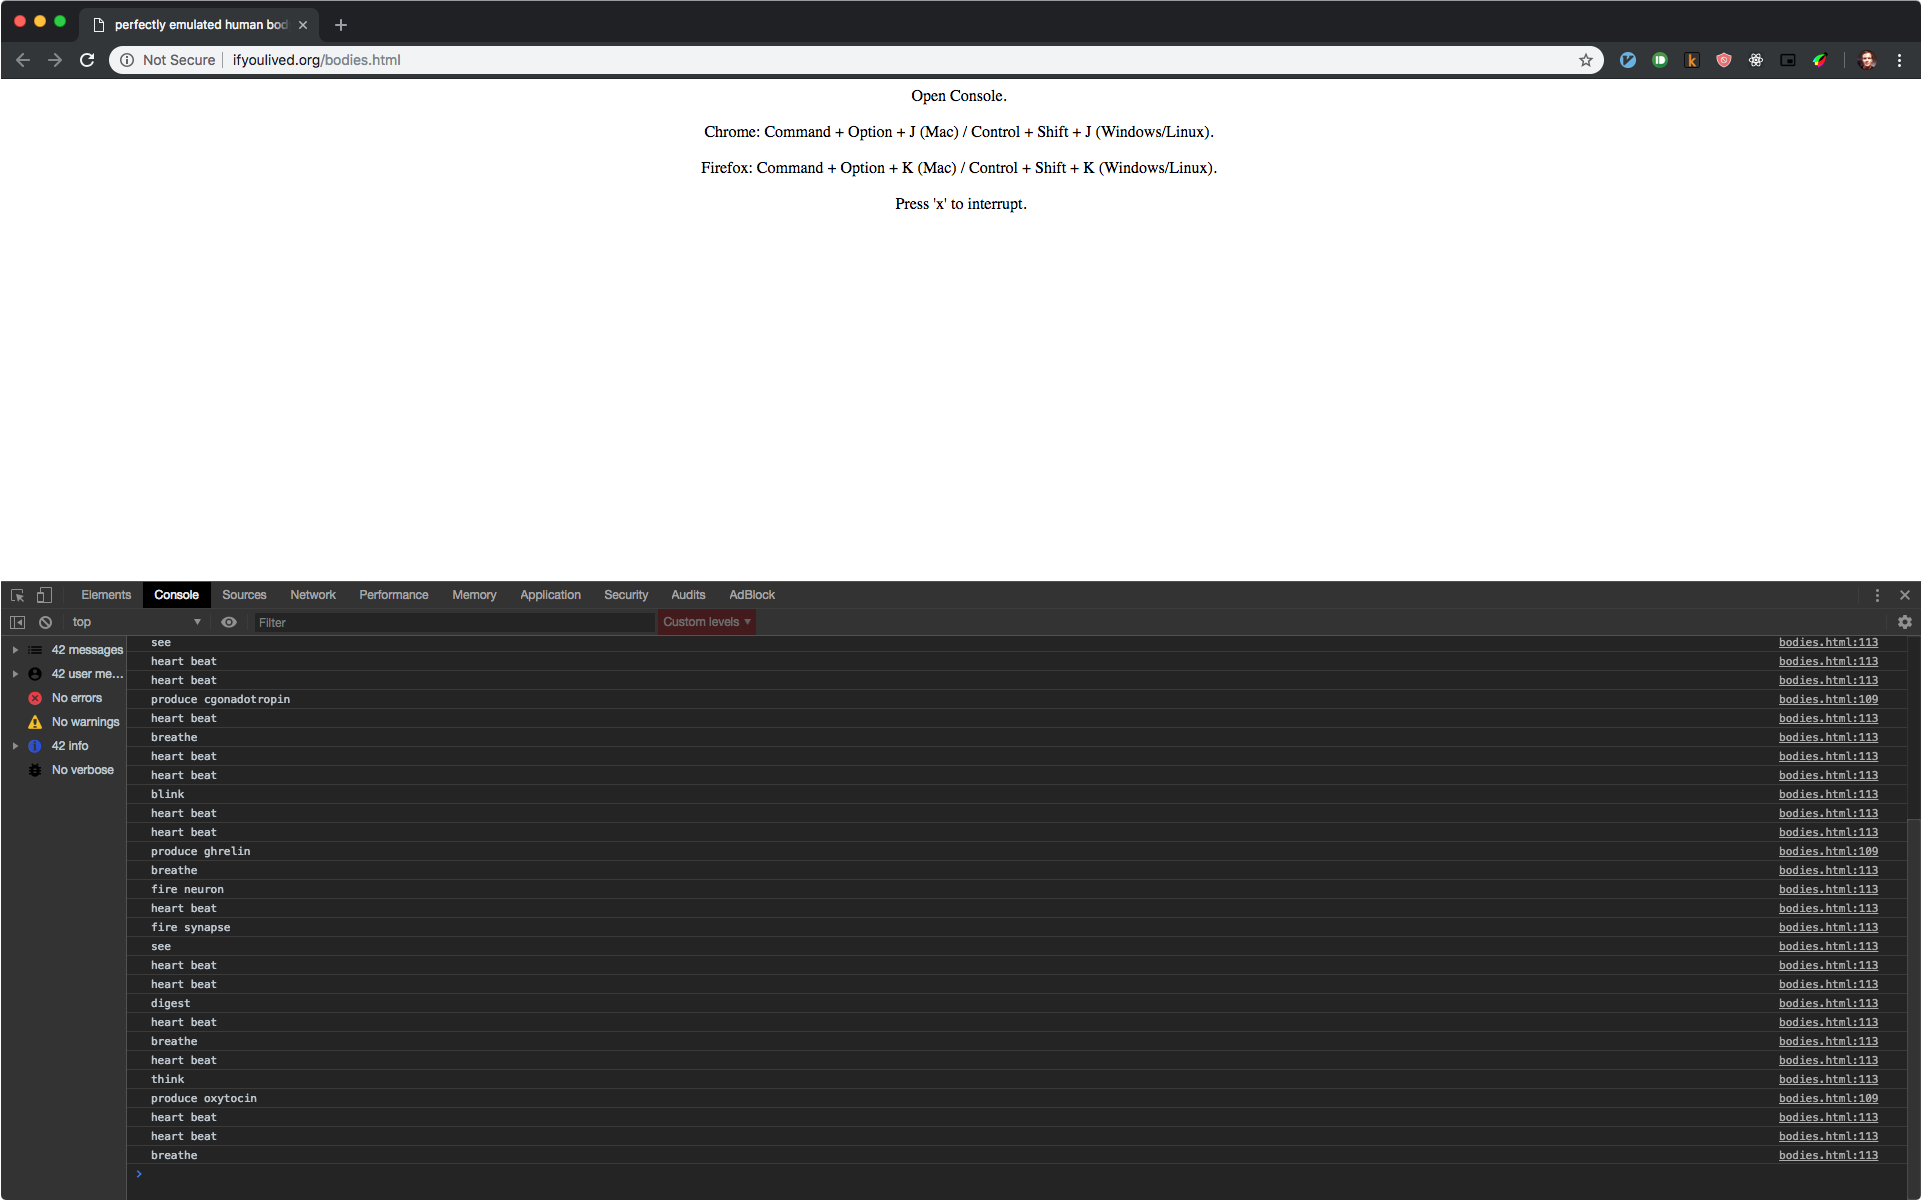 perfectly emulated human bod
Not Secure ifyoulived.org/bodies.html
Open Console.
Chrome: Command + Option + J (Mac) / Control + Shift + J (Windows/Linux).
Firefox: Command + Option + K (Mac) / Control + Shift + K (Windows/Linux).
Press 'x' to interrupt.
Elements Console Sources Network Performance Memory Application Security Audits AdBlock
top Filter Custom levels
42 messages
42 user me...
No errors
No warnings
42 info
No verbose
see bodies.html:113
heart beat bodies.html:113
heart beat bodies.html:113
produce cgonadotropin bodies.html:109
heart beat bodies.html:113
breathe bodies.html:113
heart beat bodies.html:113
heart beat bodies.html:113
blink bodies.html:113
heart beat bodies.html:113
heart beat bodies.html:113
produce ghrelin bodies.html:109
breathe bodies.html:113
fire neuron bodies.html:113
heart beat bodies.html:113
fire synapse bodies.html:113
see bodies.html:113
heart beat bodies.html:113
heart beat bodies.html:113
digest bodies.html:113
heart beat bodies.html:113
breathe bodies.html:113
heart beat bodies.html:113
think bodies.html:113
produce oxytocin bodies.html:109
heart beat bodies.html:113
heart beat bodies.html:113
breathe bodies.html:113